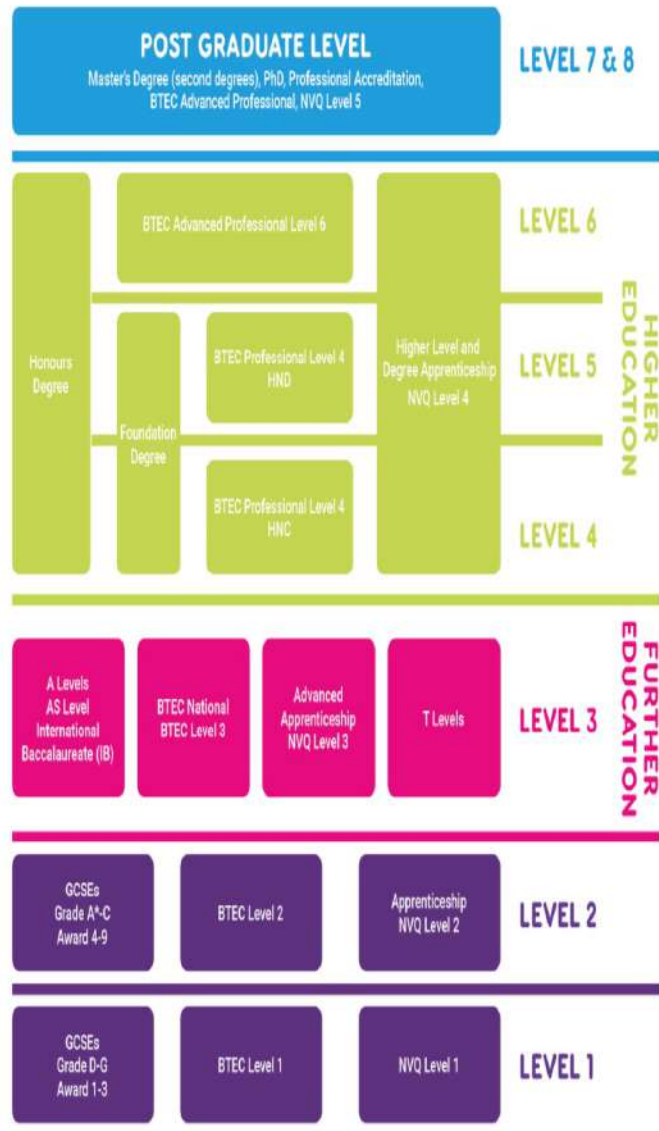 POST GRADUATE LEVEL
Master's Degree (second degrees), PhD, Professional Accreditation,
BTEC Advanced Professional, NVQ Level 5
LEVEL 7 & 8
BTEC Advanced Professional Level 6
LEVEL 6
Honours
Degree
Foundation
Degree
BTEC Professional Level 4
HND
Higher Level and
Degree Apprenticeship
NVQ Level 4
LEVEL 5
BTEC Professional Level 4
HNC
LEVEL 4
HIGHER
EDUCATION
A Levels
AS Level
International
Baccalaureate (IB)
BTEC National
BTEC Level 3
Advanced
Apprenticeship
NVQ Level 3
T Levels
LEVEL 3
FURTHER
EDUCATION
GCSEs
Grade A*-C
Award 4-9
BTEC Level 2
Apprenticeship
NVQ Level 2
LEVEL 2
GCSEs
Grade D-G
Award 1-3
BTEC Level 1
NVQ Level 1
LEVEL 1